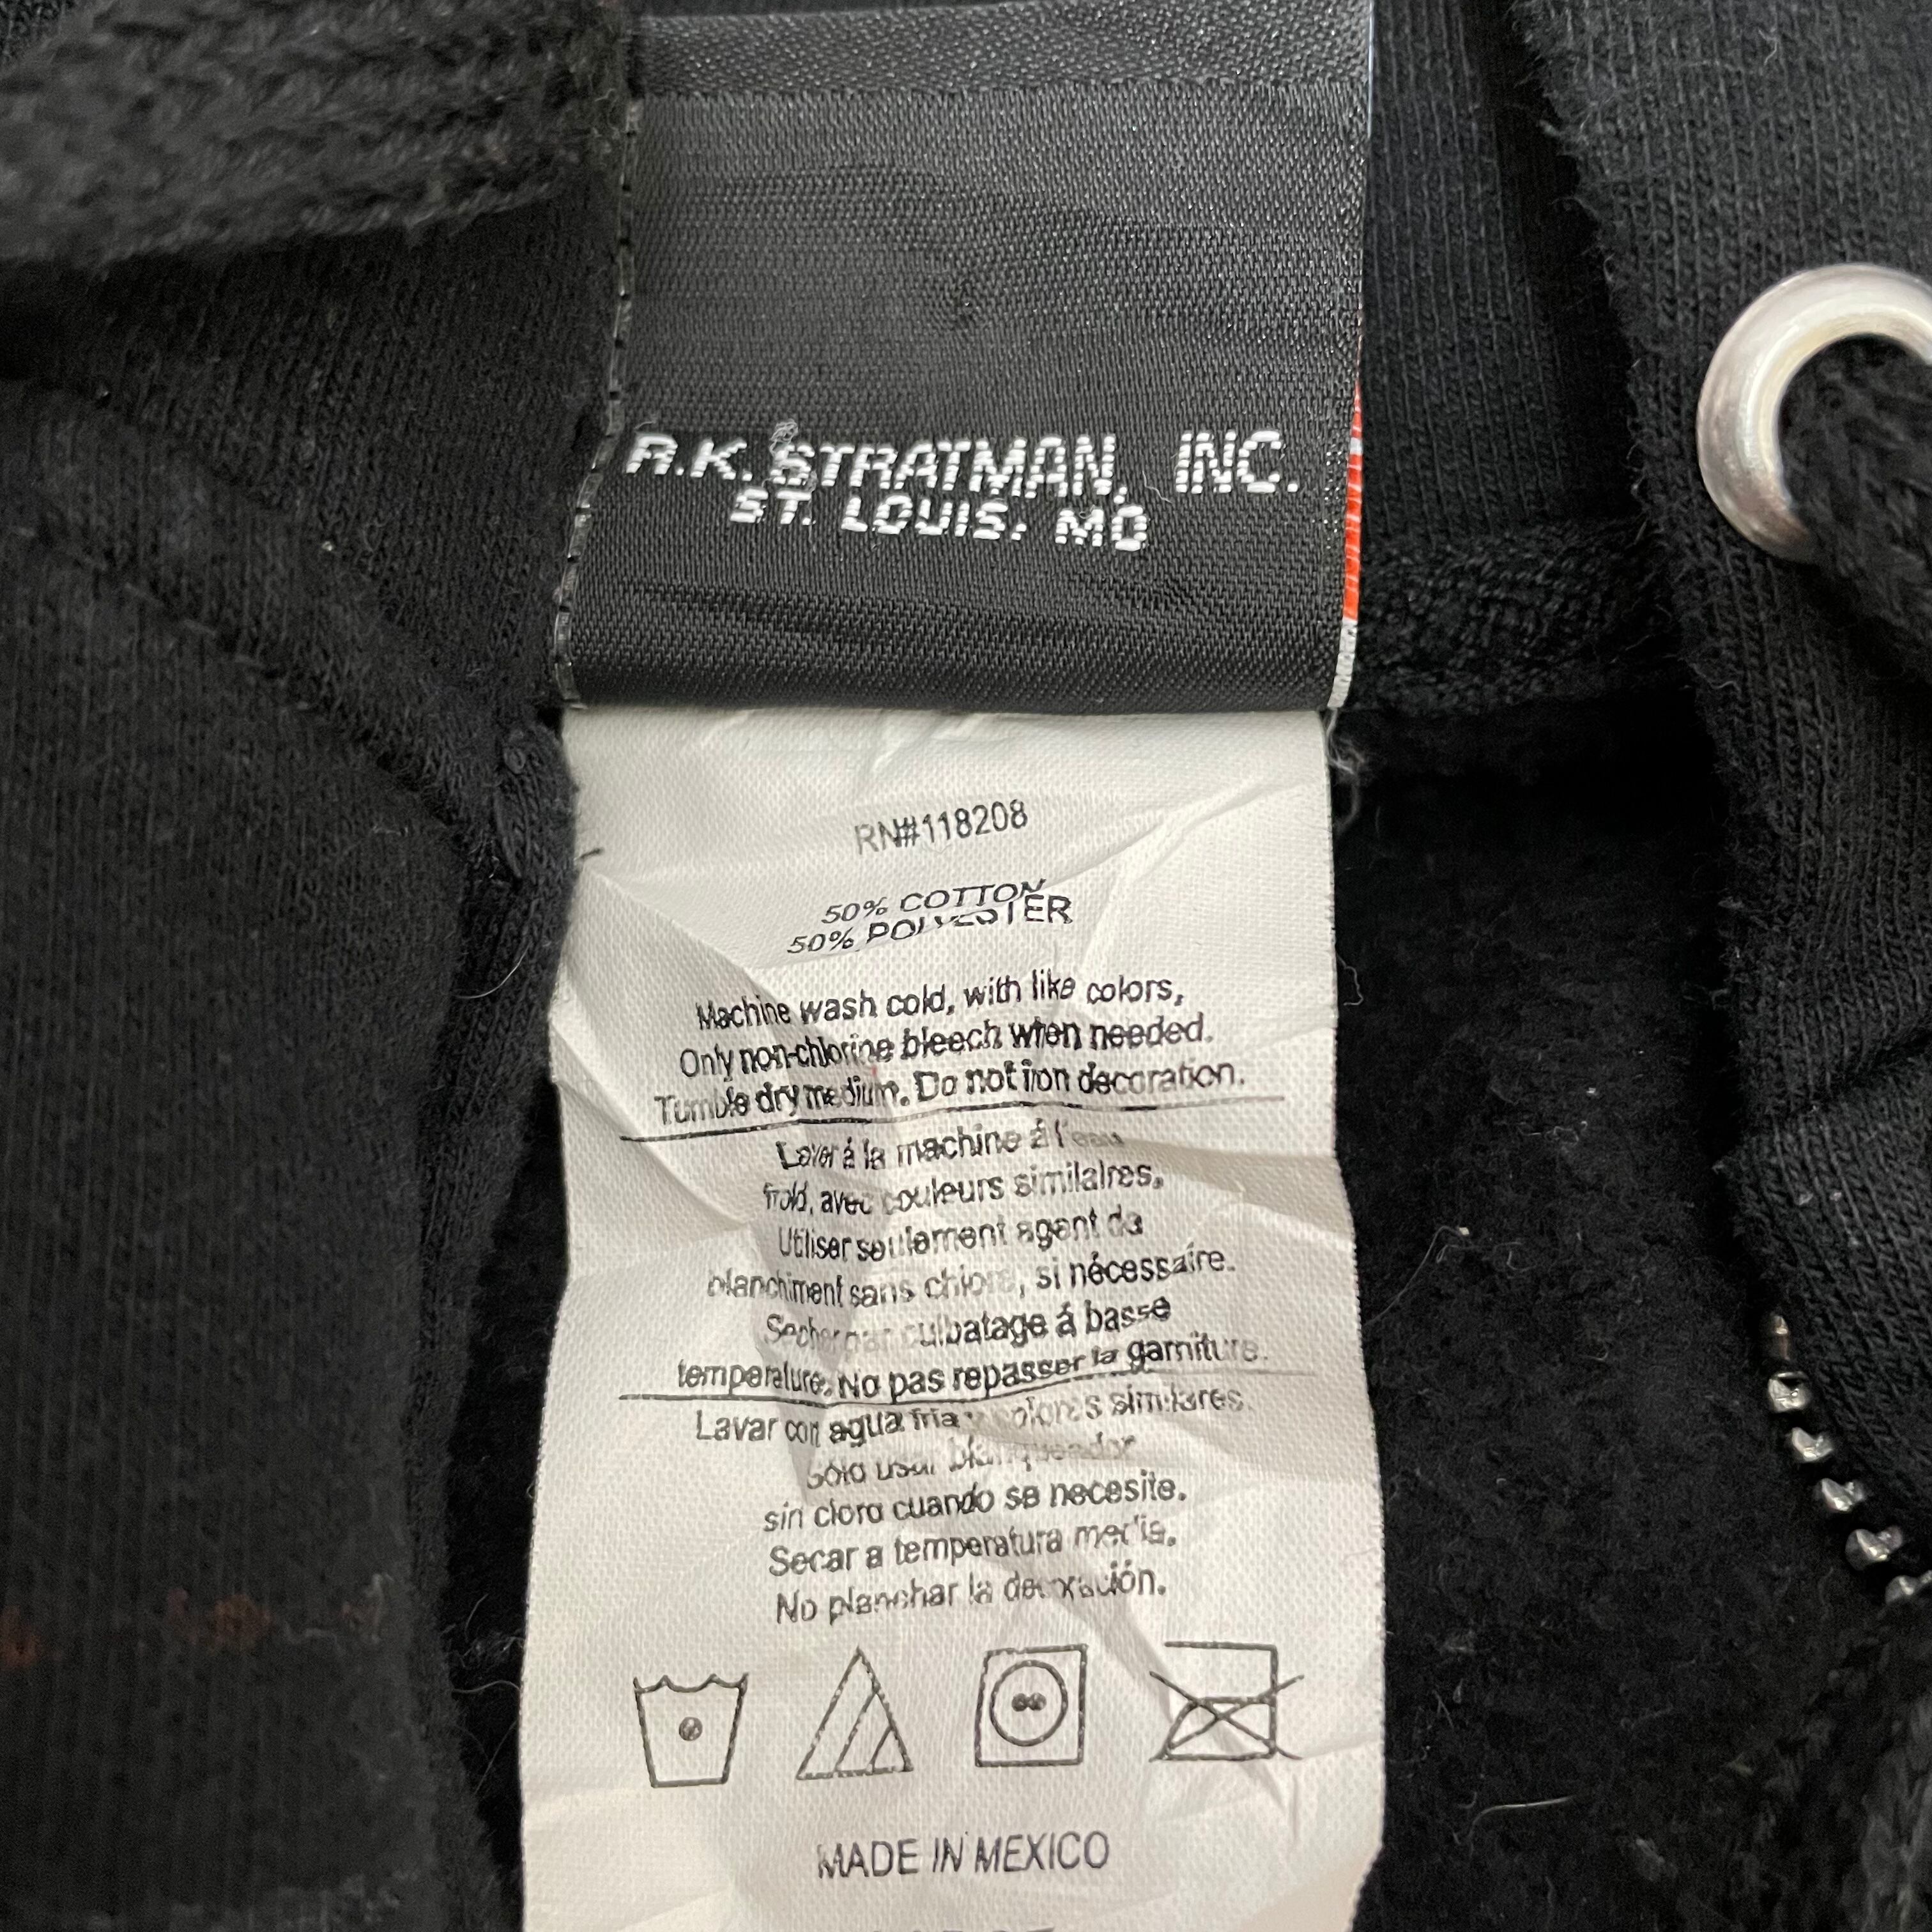 R.K. STRATMAN, INC.
ST. LOUIS, MO
RN#118208
50% COTTON
50% POLYESTER
Machine wash cold, with like colors,
Only non-chlorine bleech when needed.
Tumble dry medium. Do not iron decoration.
Laver á la machine á l'eau
froid, avec couleurs similaires.
Utiliser seulement agent de
blanchiment sans chlore, si nécessaire.
Secher par culbatage á basse
temperature. No pas repasser la garniture.
Lavar con agua fria y colores similares.
Solo usar blanqueador
sin cloro cuando se necesite.
Secar a temperatura media.
No planchar la decoración.
MADE IN MEXICO